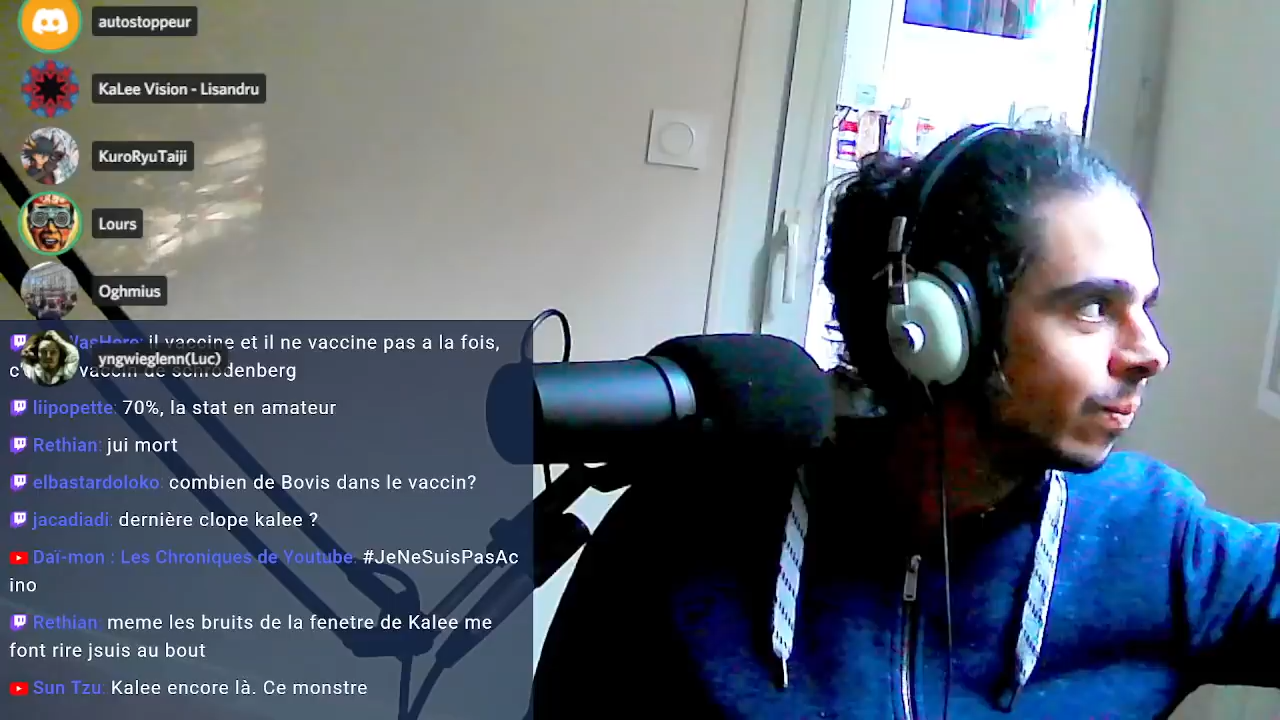 autostoppeur
KaLee Vision - Lisandru
KuroRyuTaiji
Lours
Oghmius
il vaccine et il ne vaccine pas a la fois,
yngwieglenn(Luc)
vaccin de schrodenberg
liipopette: 70%, la stat en amateur
Rethian: jui mort
elbastardoloko: combien de Bovis dans le vaccin?
jacadiadi: dernière clope kalee ?
Daï-mon : Les Chroniques de Youtube: #JeNeSuisPasAc
ino
Rethian: meme les bruits de la fenetre de Kalee me
font rire jsuis au bout
Sun Tzu: Kalee encore là. Ce monstre